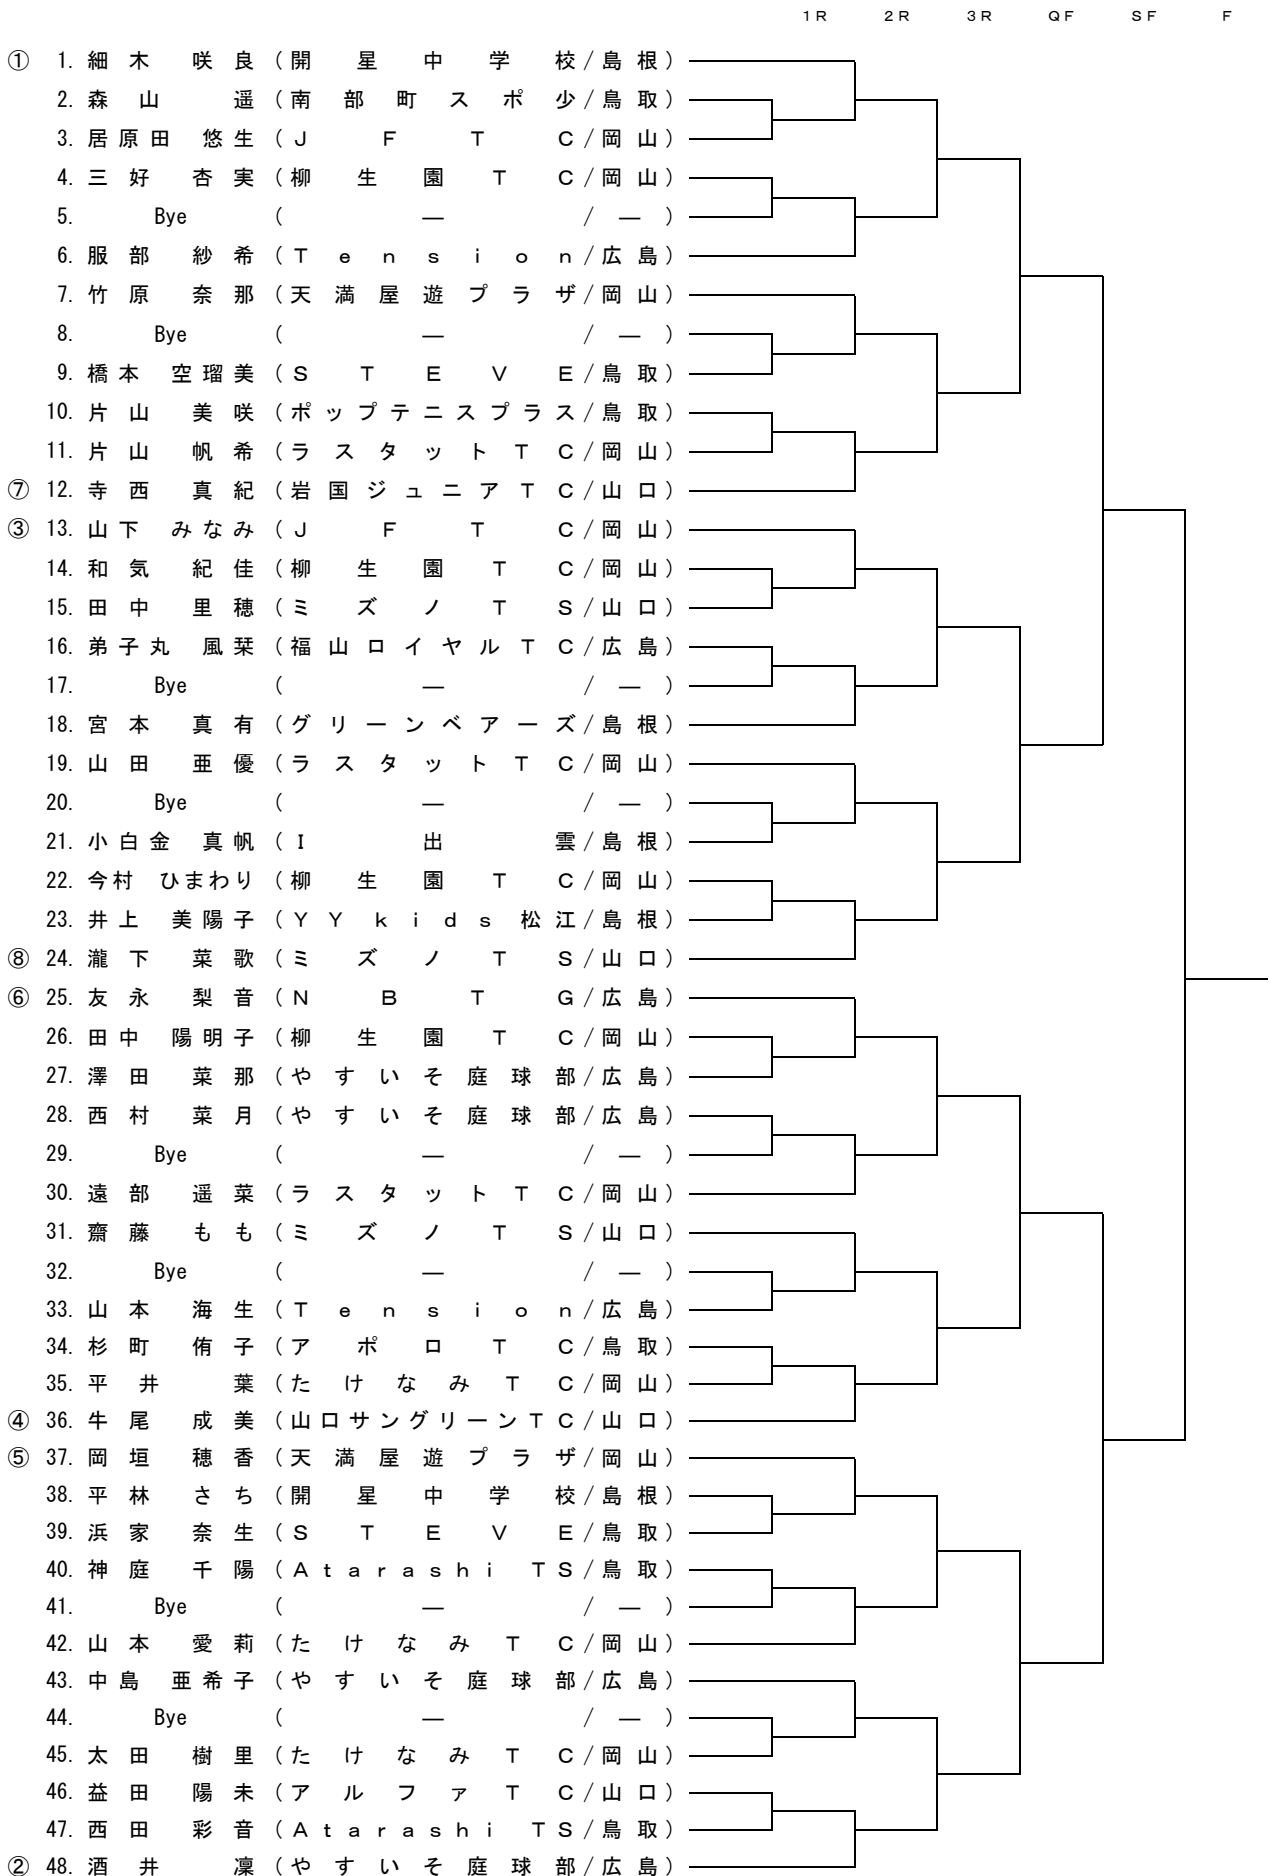 1R 2R 3R QF SF F
① 1. 細木 咲良 (開星中学校/島根)
2. 森山 遥 (南部町スポ少/鳥取)
3. 居原田 悠生 (JFTC/岡山)
4. 三好 杏実 (柳生園TC/岡山)
5. Bye ( ― / ― )
6. 服部 紗希 (Tension/広島)
7. 竹原 奈那 (天満屋遊プラザ/岡山)
8. Bye ( ― / ― )
9. 橋本 空瑠美 (STEVE/鳥取)
10. 片山 美咲 (ポップテニスプラス/鳥取)
11. 片山 帆希 (ラスタットTC/岡山)
⑦ 12. 寺西 真紀 (岩国ジュニアTC/山口)
③ 13. 山下 みなみ (JFTC/岡山)
14. 和気 紀佳 (柳生園TC/岡山)
15. 田中 里穂 (ミズノTS/山口)
16. 弟子丸 風栞 (福山ロイヤルTC/広島)
17. Bye ( ― / ― )
18. 宮本 真有 (グリーンベアーズ/島根)
19. 山田 亜優 (ラスタットTC/岡山)
20. Bye ( ― / ― )
21. 小白金 真帆 (I出雲/島根)
22. 今村 ひまわり (柳生園TC/岡山)
23. 井上 美陽子 (YYkids松江/島根)
⑧ 24. 瀧下 菜歌 (ミズノTS/山口)
⑥ 25. 友永 梨音 (NBTG/広島)
26. 田中 陽明子 (柳生園TC/岡山)
27. 澤田 菜那 (やすいそ庭球部/広島)
28. 西村 菜月 (やすいそ庭球部/広島)
29. Bye ( ― / ― )
30. 遠部 遥菜 (ラスタットTC/岡山)
31. 齋藤 もも (ミズノTS/山口)
32. Bye ( ― / ― )
33. 山本 海生 (Tension/広島)
34. 杉町 侑子 (アポロTC/鳥取)
35. 平井 葉 (たけなみTC/岡山)
④ 36. 牛尾 成美 (山口サングリーンTC/山口)
⑤ 37. 岡垣 穂香 (天満屋遊プラザ/岡山)
38. 平林 さち (開星中学校/島根)
39. 浜家 奈生 (STEVE/鳥取)
40. 神庭 千陽 (Atarashi TS/鳥取)
41. Bye ( ― / ― )
42. 山本 愛莉 (たけなみTC/岡山)
43. 中島 亜希子 (やすいそ庭球部/広島)
44. Bye ( ― / ― )
45. 太田 樹里 (たけなみTC/岡山)
46. 益田 陽未 (アルファTC/山口)
47. 西田 彩音 (Atarashi TS/鳥取)
② 48. 酒井 凜 (やすいそ庭球部/広島)